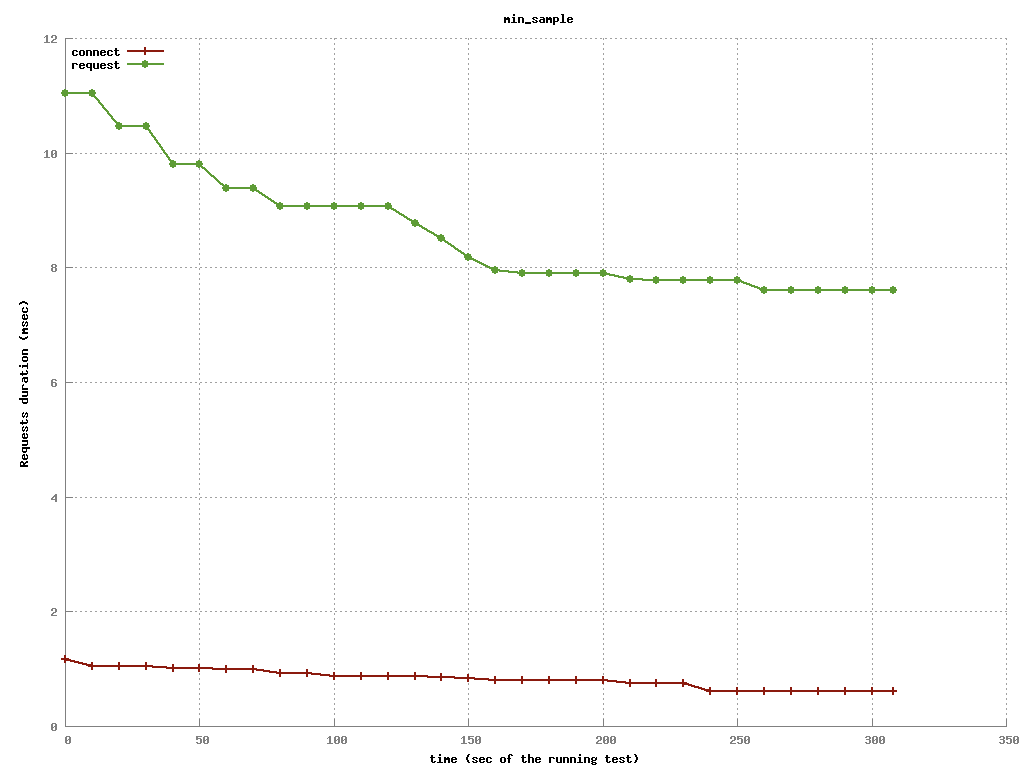 min_sample
connect
request
12
10
8
6
4
2
0
Requests duration (msec)
0 50 100 150 200 250 300 350
time (sec of the running test)